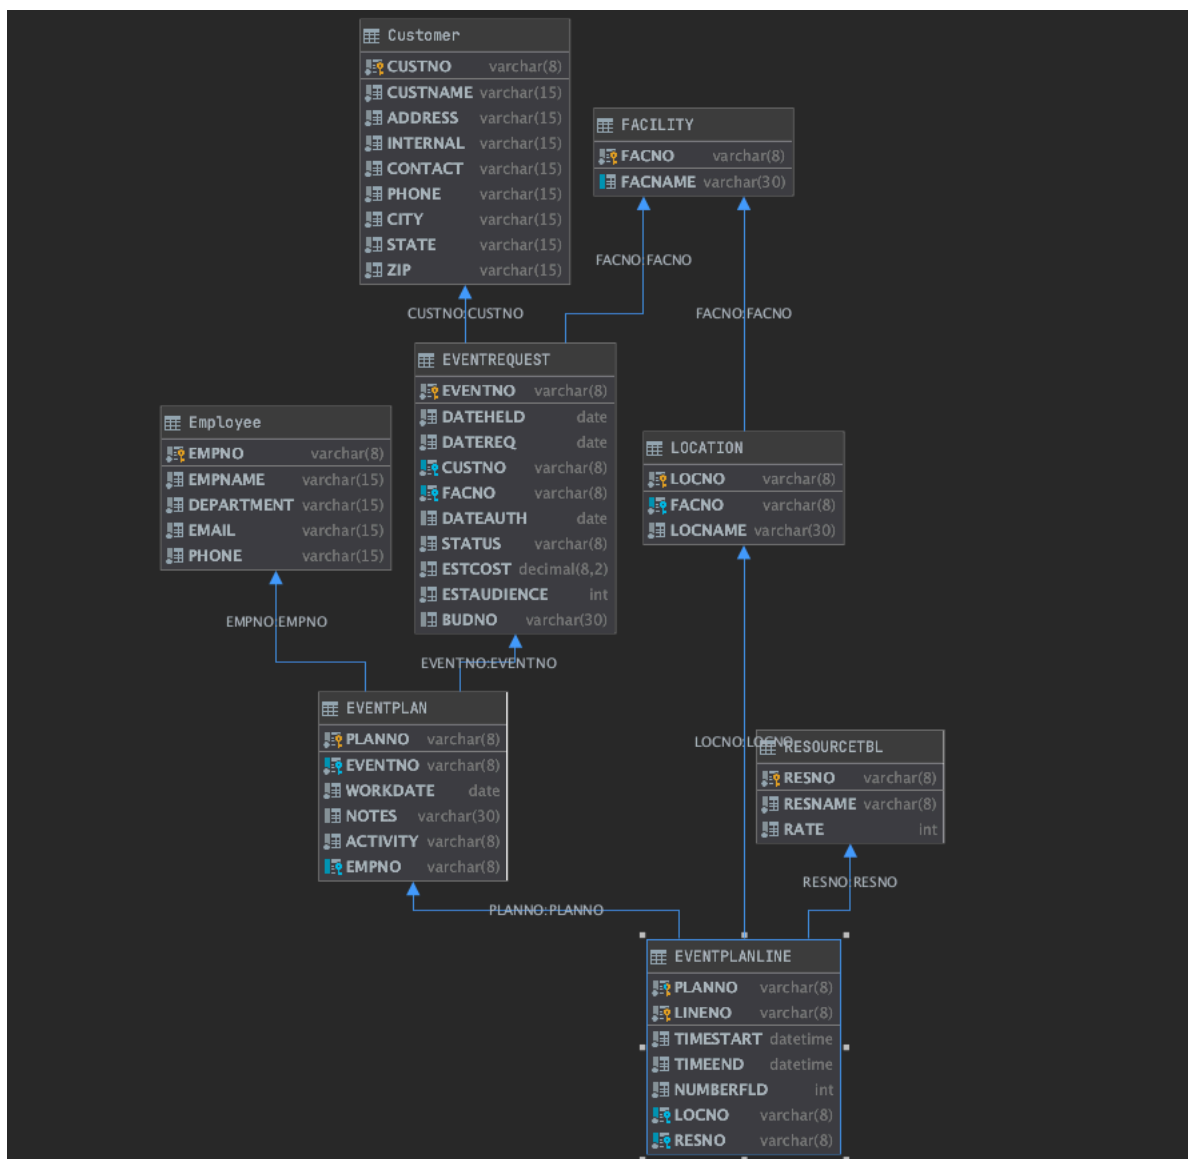 Customer
CUSTNO varchar(8)
CUSTNAME varchar(15)
ADDRESS varchar(15)
INTERNAL varchar(15)
CONTACT varchar(15)
PHONE varchar(15)
CITY varchar(15)
STATE varchar(15)
ZIP varchar(15)
FACILITY
FACNO varchar(8)
FACNAME varchar(30)
FACNO:FACNO
CUSTNO:CUSTNO
FACNO:FACNO
EVENTREQUEST
EVENTNO varchar(8)
DATEHELD date
DATEREQ date
CUSTNO varchar(8)
FACNO varchar(8)
DATEAUTH date
STATUS varchar(8)
ESTCOST decimal(8,2)
ESTAUDIENCE int
BUDNO varchar(30)
Employee
EMPNO varchar(8)
EMPNAME varchar(15)
DEPARTMENT varchar(15)
EMAIL varchar(15)
PHONE varchar(15)
LOCATION
LOCNO varchar(8)
FACNO varchar(8)
LOCNAME varchar(30)
EMPNO:EMPNO
EVENTNO:EVENTNO
EVENTPLAN
PLANNO varchar(8)
EVENTNO varchar(8)
WORKDATE date
NOTES varchar(30)
ACTIVITY varchar(8)
EMPNO varchar(8)
LOCNO:LOCNO
RESOURCETBL
RESNO varchar(8)
RESNAME varchar(8)
RATE int
RESNO:RESNO
PLANNO:PLANNO
EVENTPLANLINE
PLANNO varchar(8)
LINENO varchar(8)
TIMESTART datetime
TIMEEND datetime
NUMBERFLD int
LOCNO varchar(8)
RESNO varchar(8)